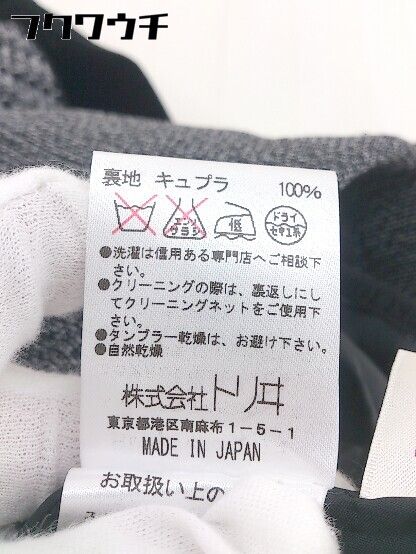 フクワウチ
裏地 キュプラ 100%
エンソ
サラシ
低
ドライ
セキユ系
●洗濯は信用ある専門店へご相談下
さい。
●クリーニングの際は、裏返しにし
てクリーニングネットをご使用下
さい。
●タンブラー乾燥は、お避け下さい。
●自然乾燥
株式会社トリヰ
東京都港区南麻布1-5-1
MADE IN JAPAN
お取扱い上の